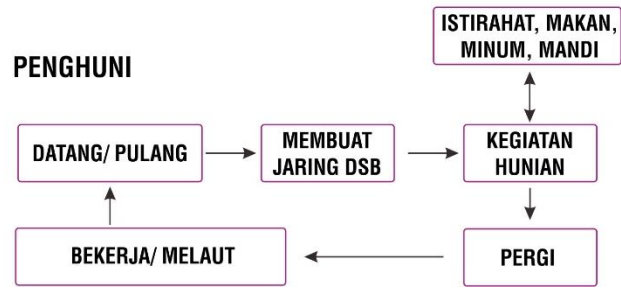 ISTIRAHAT, MAKAN,
MINUM, MANDI
PENGHUNI
DATANG/ PULANG
MEMBUAT
JARING DSB
KEGIATAN
HUNIAN
BEKERJA/ MELAUT
PERGI